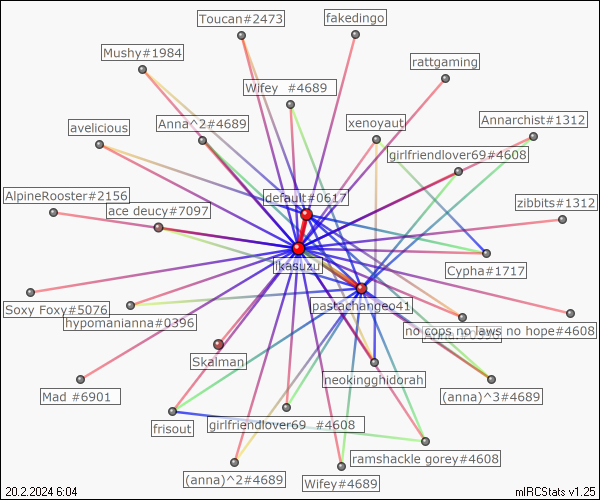 Toucan#2473
fakedingo
Mushy#1984
rattgaming
Wifey #4689
Anna^2#4689
xenoyaut
Annarchist#1312
avelicious
girlfriendlover69#4608
AlpineRooster#2156
default#0617
ace deucy#7097
zibbits#1312
ikasuzu
Cypha#1717
Soxy Foxy#5076
pastachangeo41
hypomanianna#0396
no cops no laws no hope#4608
Skalman
neokingghidorah
Mad #6901
(anna)^3#4689
frisout
girlfriendlover69 #4608
ramshackle gorey#4608
(anna)^2#4689
Wifey#4689
20.2.2024 6:04
mIRCStats v1.25